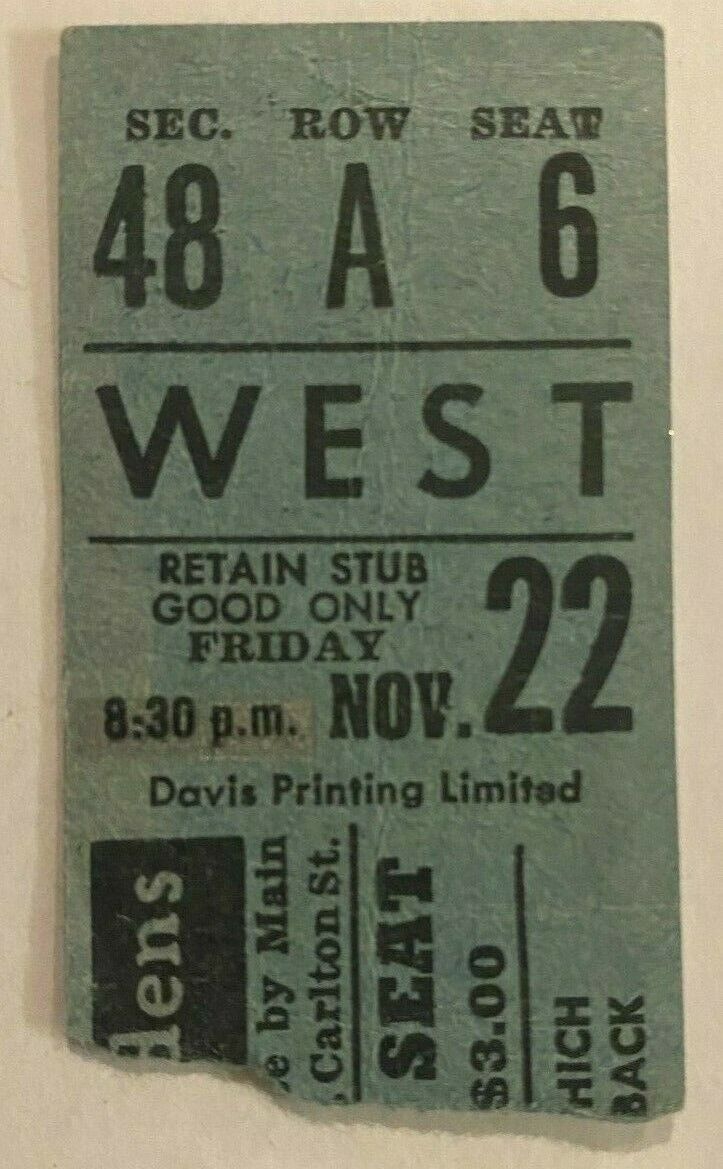 SEC. ROW SEAT
48 A 6
WEST
RETAIN STUB
GOOD ONLY
FRIDAY
8:30 p.m. NOV. 22
Davis Printing Limited
dens
e by Main
, Carlton St.
SEAT
$3.00
HICH
BACK